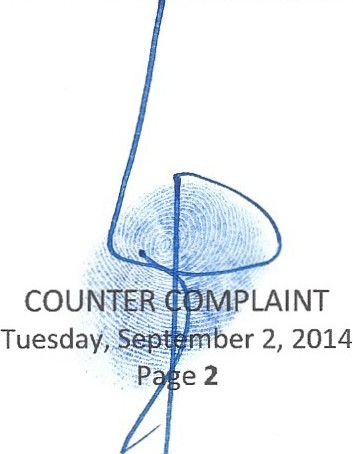 COUNTER COMPLAINT
Tuesday, September 2, 2014
Page 2